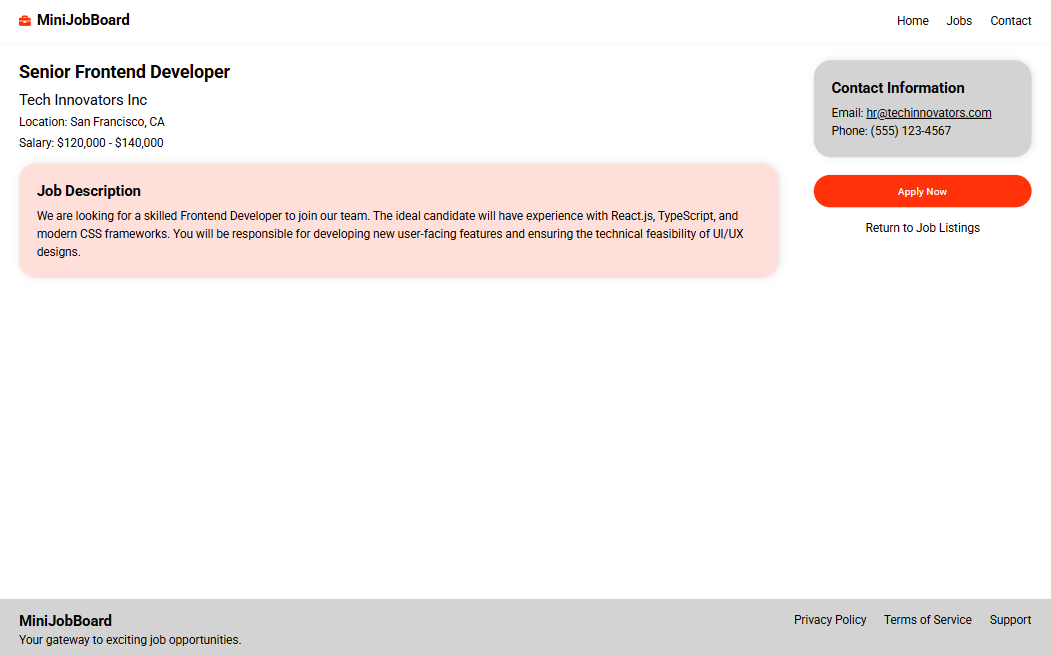 MiniJobBoard
Home Jobs Contact
Senior Frontend Developer
Tech Innovators Inc
Location: San Francisco, CA
Salary: $120,000 - $140,000
Job Description
We are looking for a skilled Frontend Developer to join our team. The ideal candidate will have experience with React.js, TypeScript, and
modern CSS frameworks. You will be responsible for developing new user-facing features and ensuring the technical feasibility of UI/UX
designs.
Contact Information
Email: hr@techinnovators.com
Phone: (555) 123-4567
Apply Now
Return to Job Listings
MiniJobBoard
Your gateway to exciting job opportunities.
Privacy Policy Terms of Service Support